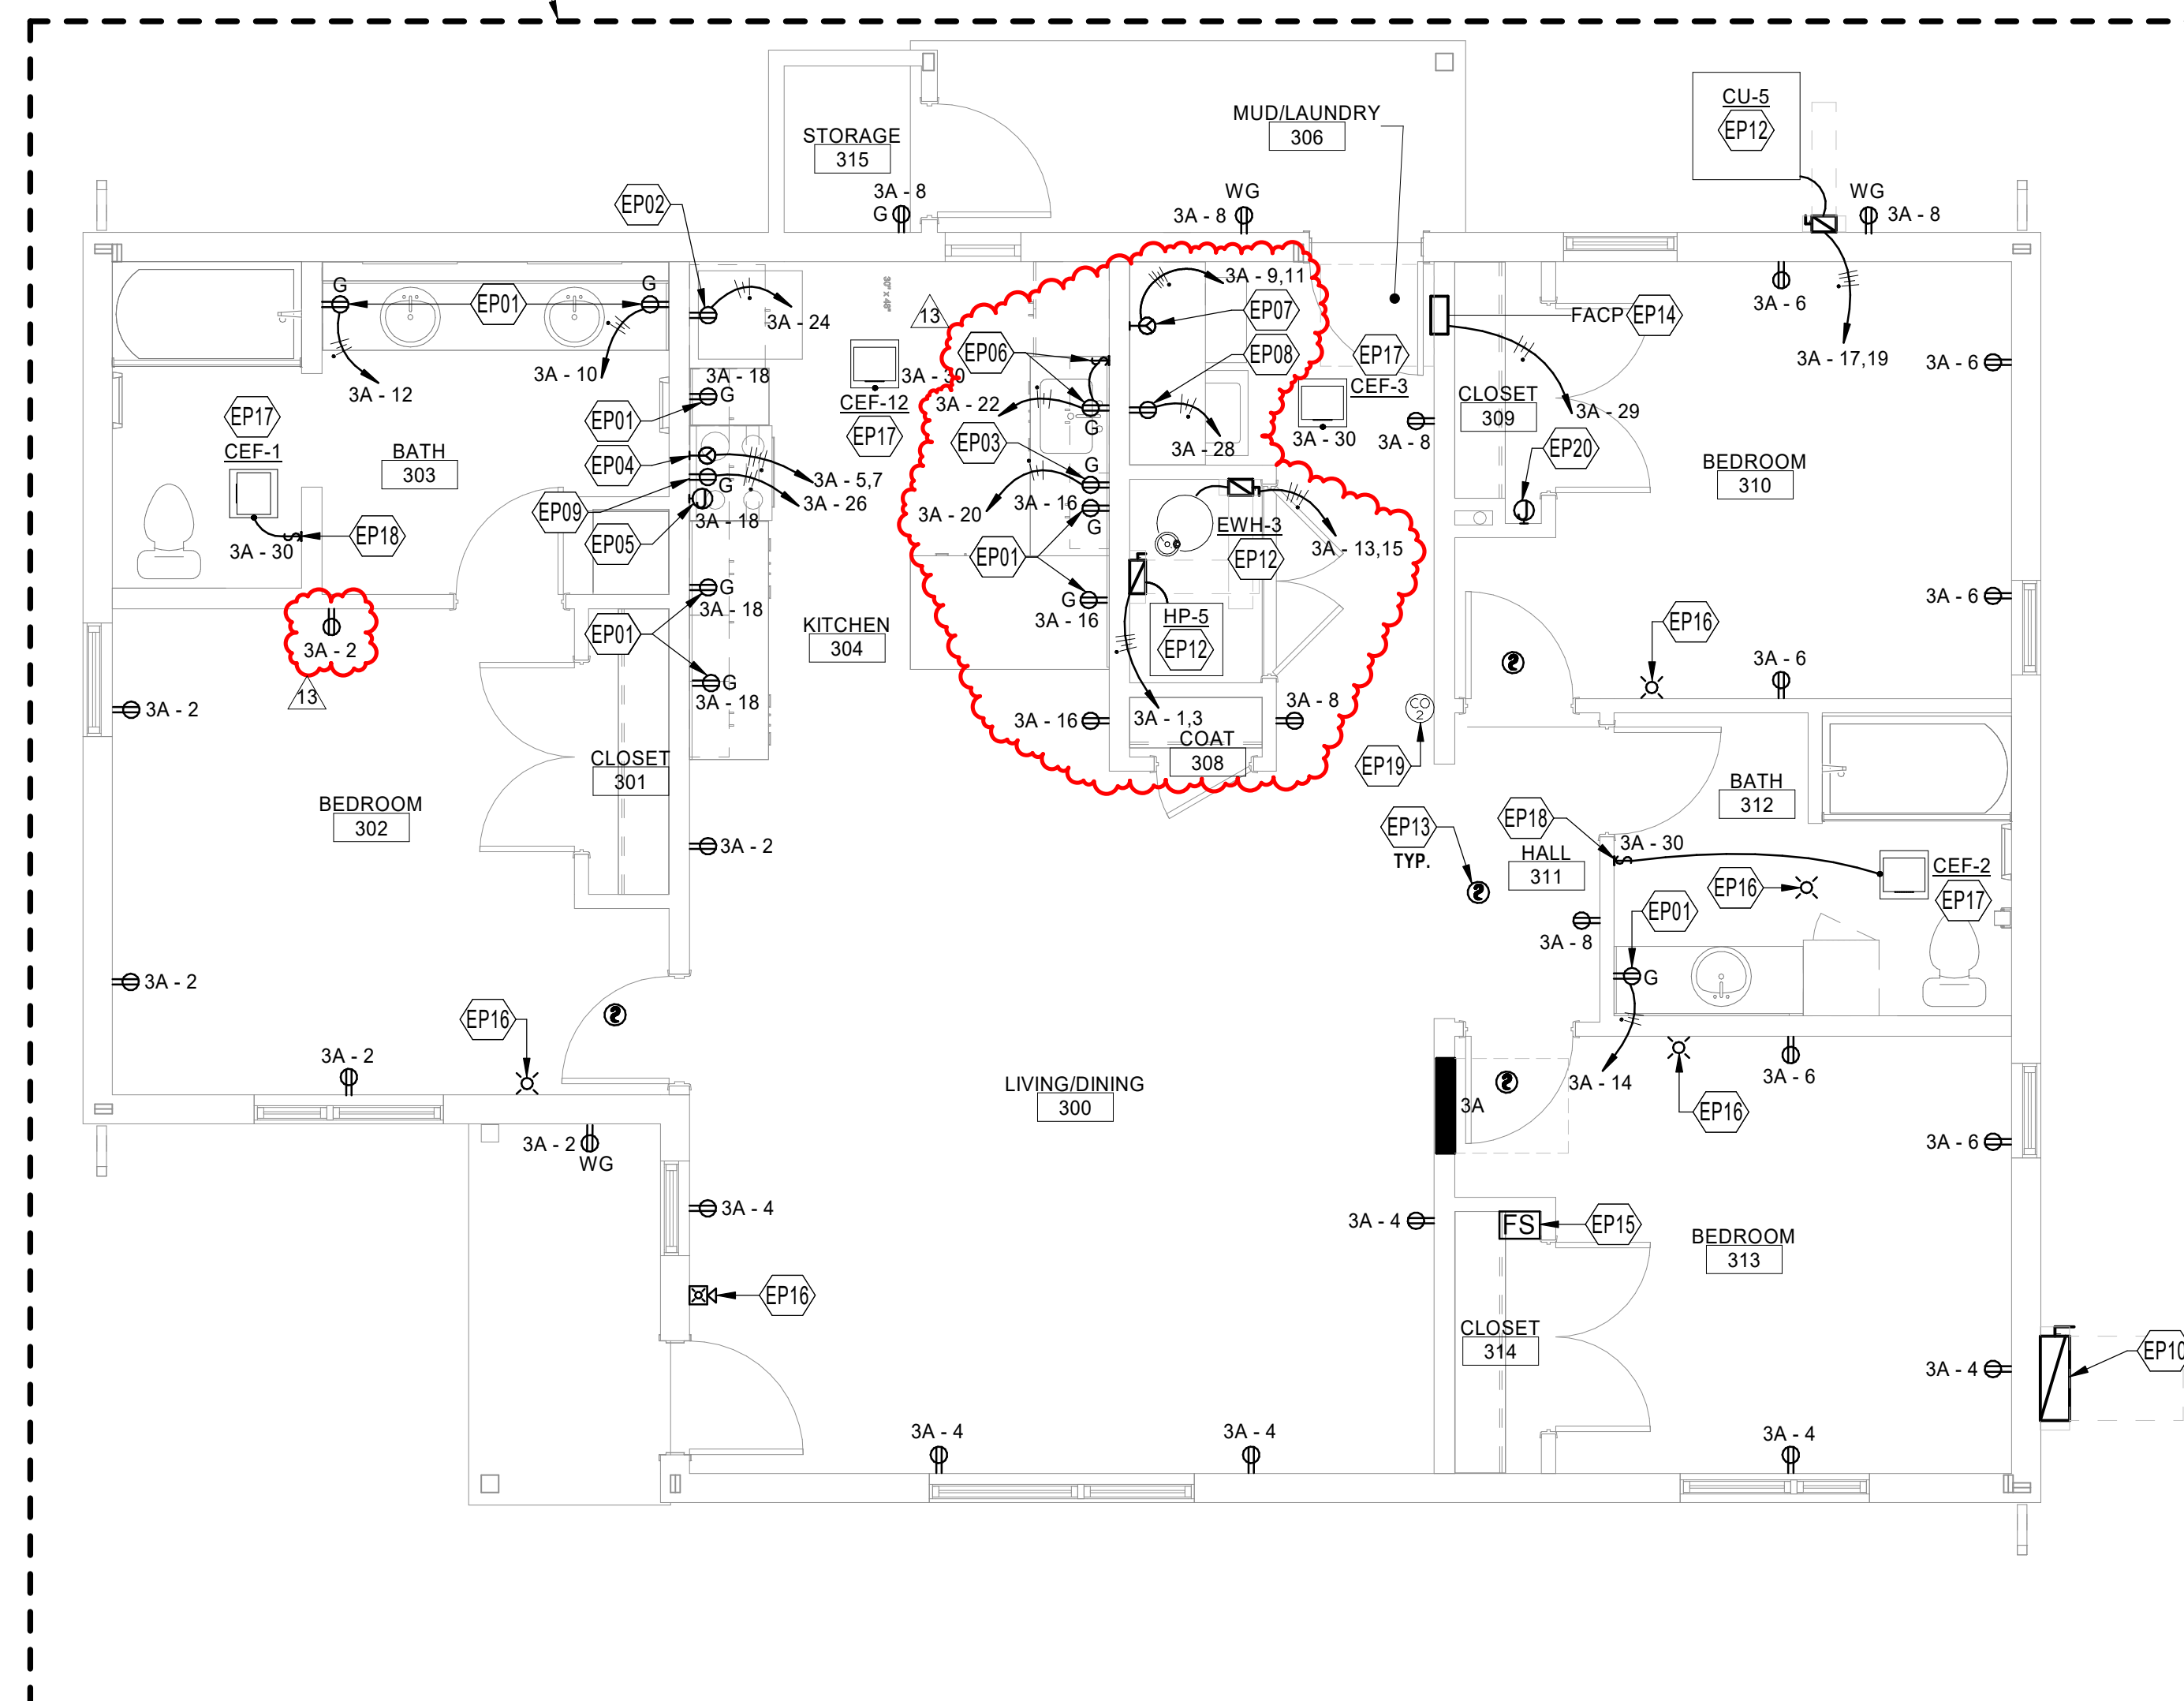 CU-5
EP12
MUD/LAUNDRY
306
STORAGE
315
3A - 8
G
EP02
WG
3A - 8
WG
3A - 8
G
EP01
G
3A - 12
3A - 10
3A - 24
30" x 48"
13
3A - 9,11
EP07
EP06
EP08
EP17
CEF-3
3A - 30
FACP
EP14
3A - 6
3A - 17,19
3A - 6
EP17
CEF-1
BATH
303
3A - 30
EP18
3A - 18
G
EP01
EP04
3A - 5,7
EP09
G
3A - 26
3A - 18
EP05
3A - 30
CEF-12
EP17
3A - 22
G
EP03
G
3A - 16
3A - 20
G
EP01
3A - 28
3A - 8
CLOSET
309
3A - 29
EP20
BEDROOM
310
EWH-3
EP12
3A - 13,15
G
3A - 18
EP01
G
3A - 18
KITCHEN
304
G
3A - 16
HP-5
EP12
3A - 6
EP16
3A - 6
3A - 2
13
3A - 2
3A - 16
3A - 1,3
3A - 8
COAT
308
CO
2
EP19
CLOSET
301
BEDROOM
302
3A - 2
BATH
312
EP13
TYP.
EP18
3A - 30
HALL
311
CEF-2
EP17
EP16
EP01
3A - 8
G
3A - 2
EP16
3A - 2
LIVING/DINING
300
3A
3A - 14
EP16
3A - 6
3A - 6
3A - 2
WG
3A - 4
3A - 4
FS
EP15
BEDROOM
313
EP16
CLOSET
314
3A - 4
EP10
3A - 4
3A - 4
3A - 4